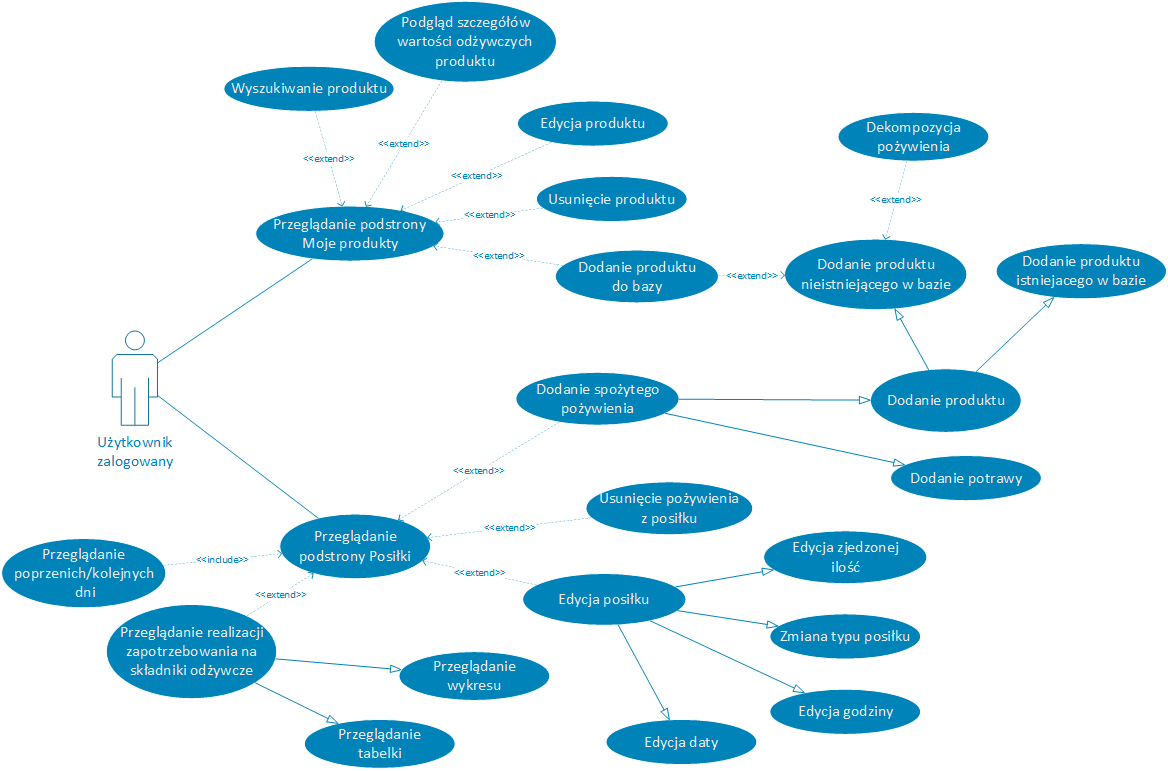 Podgląd szczegółów
wartości odżywczych
produktu
Wyszukiwanie produktu
Edycja produktu
Dekompozycja
pożywienia
<<extend>>
<<extend>>
<<extend>>
Usunięcie produktu
<<extend>>
<<extend>>
Przeglądanie podstrony
Moje produkty
<<extend>>
Dodanie produktu
do bazy
<<extend>>
Dodanie produktu
nieistniejącego w bazie
Dodanie produktu
istniejacego w bazie
Użytkownik
zalogowany
Dodanie spożytego
pożywienia
Dodanie produktu
Dodanie potrawy
<<extend>>
Usunięcie pożywienia
z posiłku
<<extend>>
Przeglądanie
podstrony Posiłki
Przeglądanie
poprzenich/kolejnych
dni
<<include>>
<<extend>>
<<extend>>
Edycja zjedzonej
ilość
Edycja posiłku
Zmiana typu posiłku
Przeglądanie realizacji
zapotrzebowania na
składniki odżywcze
Przeglądanie
wykresu
Edycja godziny
Przeglądanie
tabelki
Edycja daty